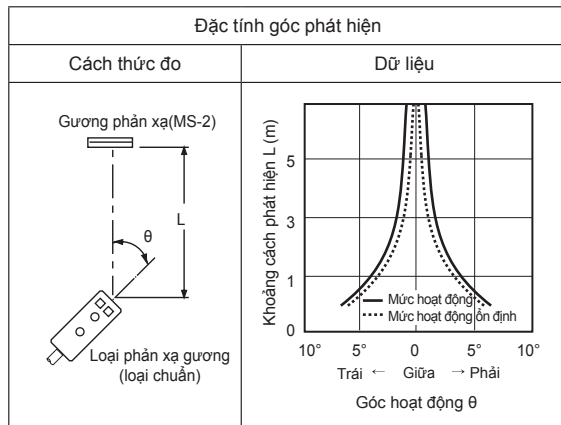 Đặc tính góc phát hiện
Cách thức đo
Dữ liệu
Gương phản xạ(MS-2)
L
θ
Loại phản xạ gương
(loại chuẩn)
Khoảng cách phát hiện L (m)
5
3
1
0
Mức hoạt động
Mức hoạt động ổn định
10° 5° 0 5° 10°
Trái ← Giữa → Phải
Góc hoạt động θ